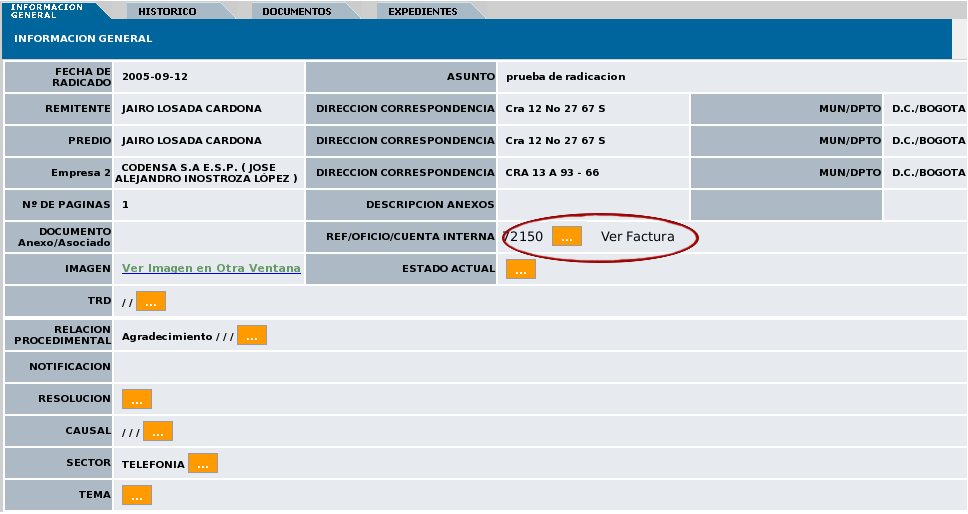 INFORMACION GENERAL HISTORICO DOCUMENTOS EXPEDIENTES
INFORMACION GENERAL
FECHA DE RADICADO 2005-09-12 ASUNTO prueba de radicacion
REMITENTE JAIRO LOSADA CARDONA DIRECCION CORRESPONDENCIA Cra 12 No 27 67 S MUN/DPTO D.C./BOGOTA
PREDIO JAIRO LOSADA CARDONA DIRECCION CORRESPONDENCIA Cra 12 No 27 67 S MUN/DPTO D.C./BOGOTA
Empresa 2 CODENSA S.A E.S.P. ( JOSE ALEJANDRO INOSTROZA LOPEZ ) DIRECCION CORRESPONDENCIA CRA 13 A 93 - 66 MUN/DPTO D.C./BOGOTA
Nº DE PAGINAS 1 DESCRIPCION ANEXOS
DOCUMENTO Anexo/Asociado REF/OFICIO/CUENTA INTERNA 72150 ... Ver Factura
IMAGEN Ver Imagen en Otra Ventana ESTADO ACTUAL ...
TRD / / ...
RELACION PROCEDIMENTAL Agradecimiento / / / ...
NOTIFICACION
RESOLUCION ...
CAUSAL / / / ...
SECTOR TELEFONIA ...
TEMA ...